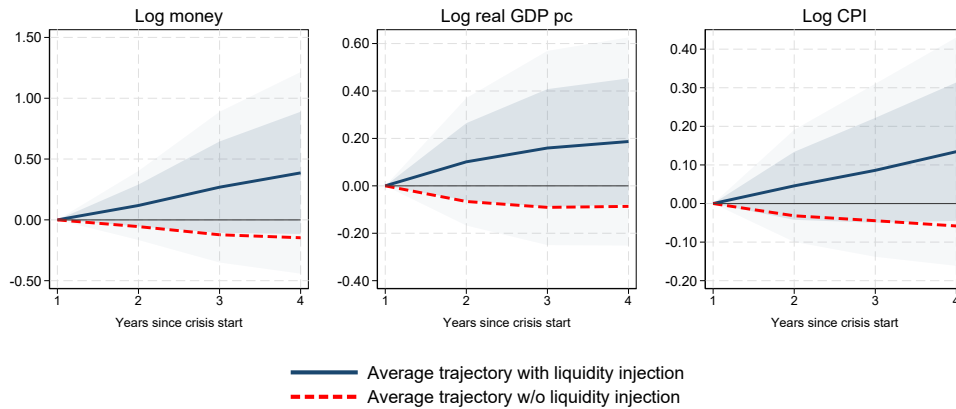 Log money
1.50
1.00
0.50
0.00
-0.50
1 2 3 4
Years since crisis start
Log real GDP pc
0.60
0.40
0.20
0.00
-0.20
-0.40
1 2 3 4
Years since crisis start
Log CPI
0.40
0.30
0.20
0.10
0.00
-0.10
-0.20
1 2 3 4
Years since crisis start
Average trajectory with liquidity injection
Average trajectory w/o liquidity injection